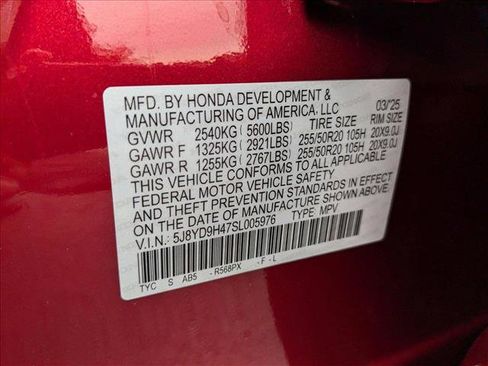 MFD. BY HONDA DEVELOPMENT &
MANUFACTURING OF AMERICA, LLC 03/'25
GVWR 2540KG (5600LBS) TIRE SIZE RIM SIZE
GAWR F 1325KG (2921LBS) 255/50R20 105H 20X9.0J
GAWR R 1255KG (2767LBS) 255/50R20 105H 20X9.0J
THIS VEHICLE CONFORMS TO ALL APPLICABLE
FEDERAL MOTOR VEHICLE SAFETY
AND THEFT PREVENTION STANDARDS IN EFFECT
ON THE DATE OF MANUFACTURE SHOWN ABOVE.
V.I.N.: 5J8YD9H47SL005976 TYPE: MPV
TYC S AB5 - R568PX - F - L